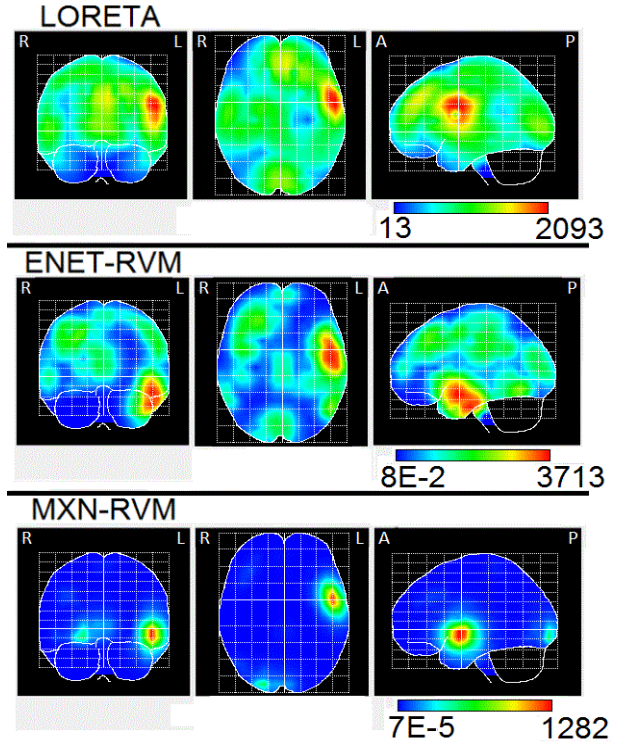 LORETA
R L R L A P
13 2093
ENET-RVM
R L R L A P
8E-2 3713
MXN-RVM
R L R L A P
7E-5 1282